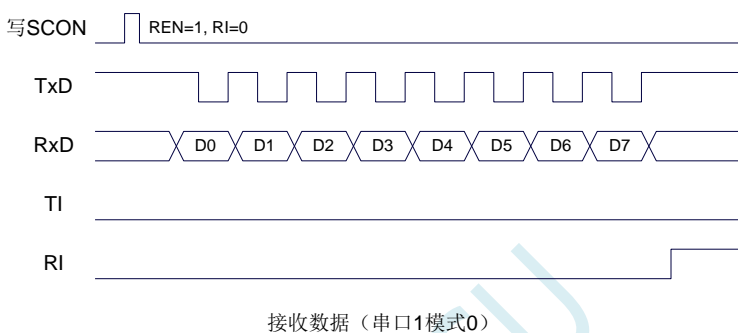 写SCON REN=1, RI=0
TxD
RxD D0 D1 D2 D3 D4 D5 D6 D7
TI
RI
接收数据（串口1模式0）